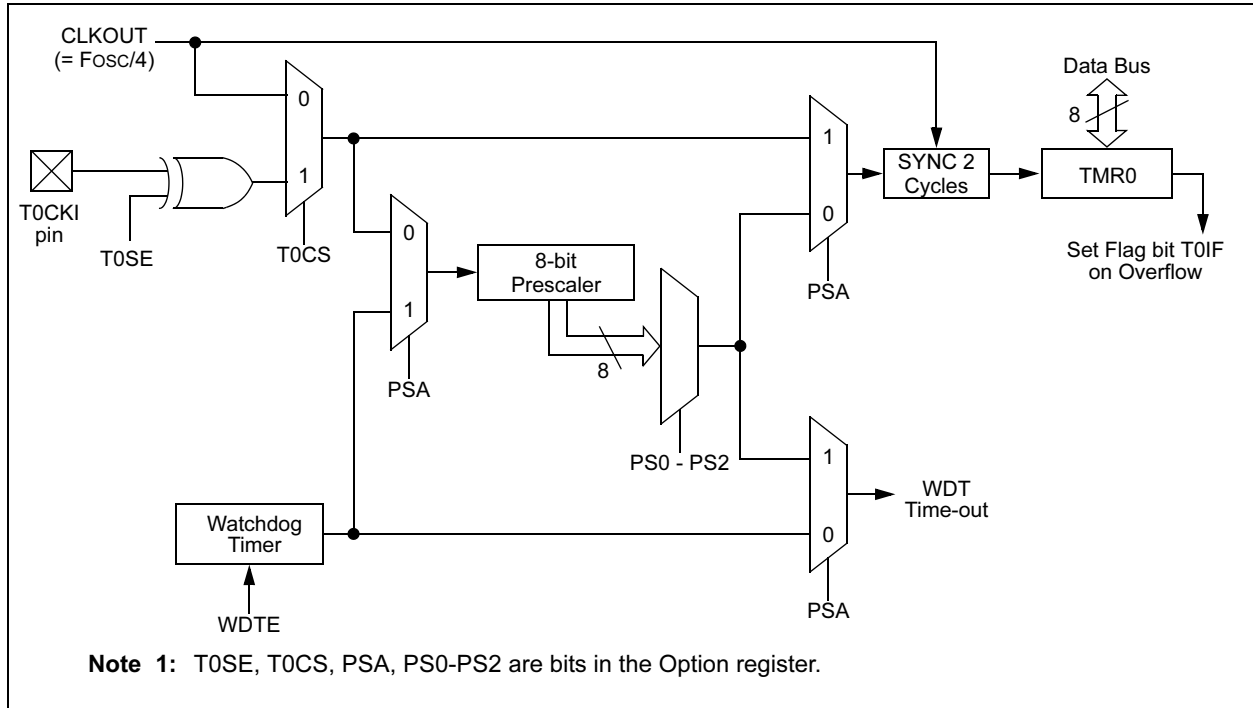 CLKOUT
(= FOSC/4)
Data Bus
8
0
1
T0CKI
pin
T0SE
T0CS
1
0
PSA
SYNC 2
Cycles
TMR0
Set Flag bit T0IF
on Overflow
0
1
PSA
8-bit
Prescaler
8
PS0 - PS2
1
0
PSA
WDT
Time-out
Watchdog
Timer
WDTE
Note 1: T0SE, T0CS, PSA, PS0-PS2 are bits in the Option register.